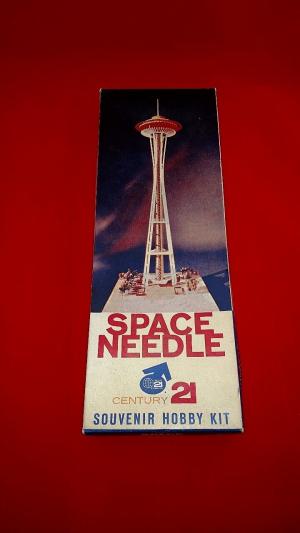 SPACE
NEEDLE
21
CENTURY 21
SOUVENIR HOBBY KIT